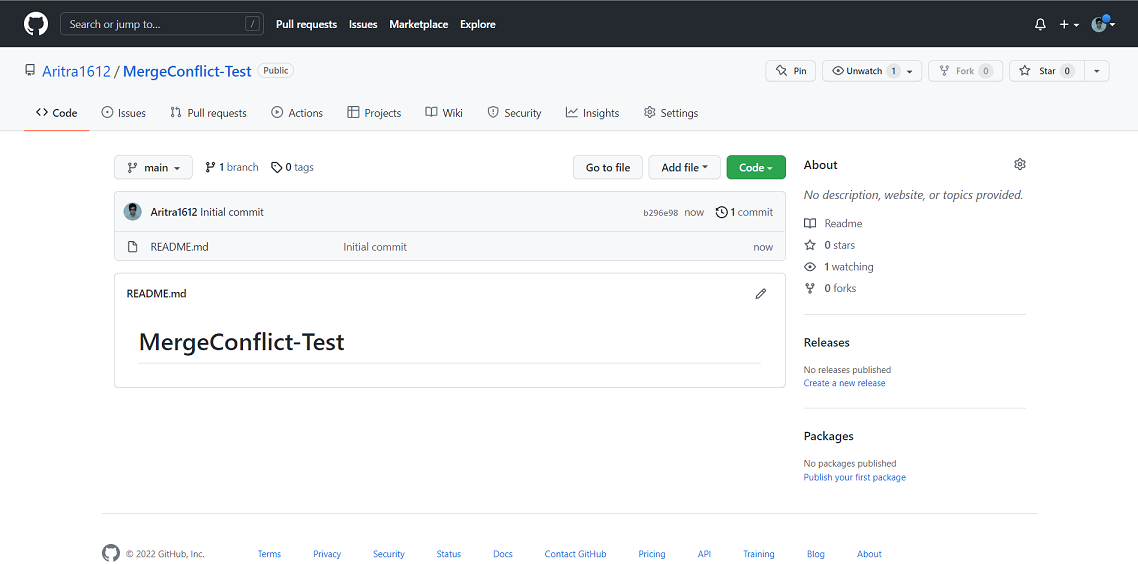 Search or jump to... / Pull requests Issues Marketplace Explore
Aritra1612 / MergeConflict-Test Public Pin Unwatch 1 Fork 0 Star 0
Code Issues Pull requests Actions Projects Wiki Security Insights Settings
main 1 branch 0 tags Go to file Add file Code
Aritra1612 Initial commit b296e98 now 1 commit
README.md Initial commit now
README.md
MergeConflict-Test
About
No description, website, or topics provided.
Readme
0 stars
1 watching
0 forks
Releases
No releases published
Create a new release
Packages
No packages published
Publish your first package
© 2022 GitHub, Inc. Terms Privacy Security Status Docs Contact GitHub Pricing API Training Blog About